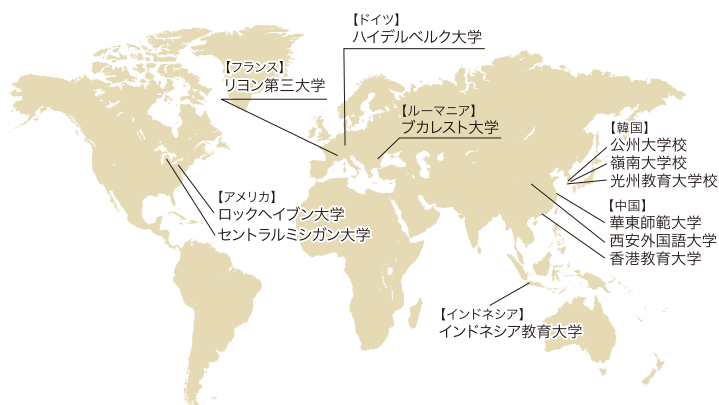 【ドイツ】
ハイデルベルク大学
【フランス】
リヨン第三大学
【ルーマニア】
ブカレスト大学
【韓国】
公州大学校
嶺南大学校
光州教育大学校
【アメリカ】
ロックヘイブン大学
セントラルミシガン大学
【中国】
華東師範大学
西安外国語大学
香港教育大学
【インドネシア】
インドネシア教育大学